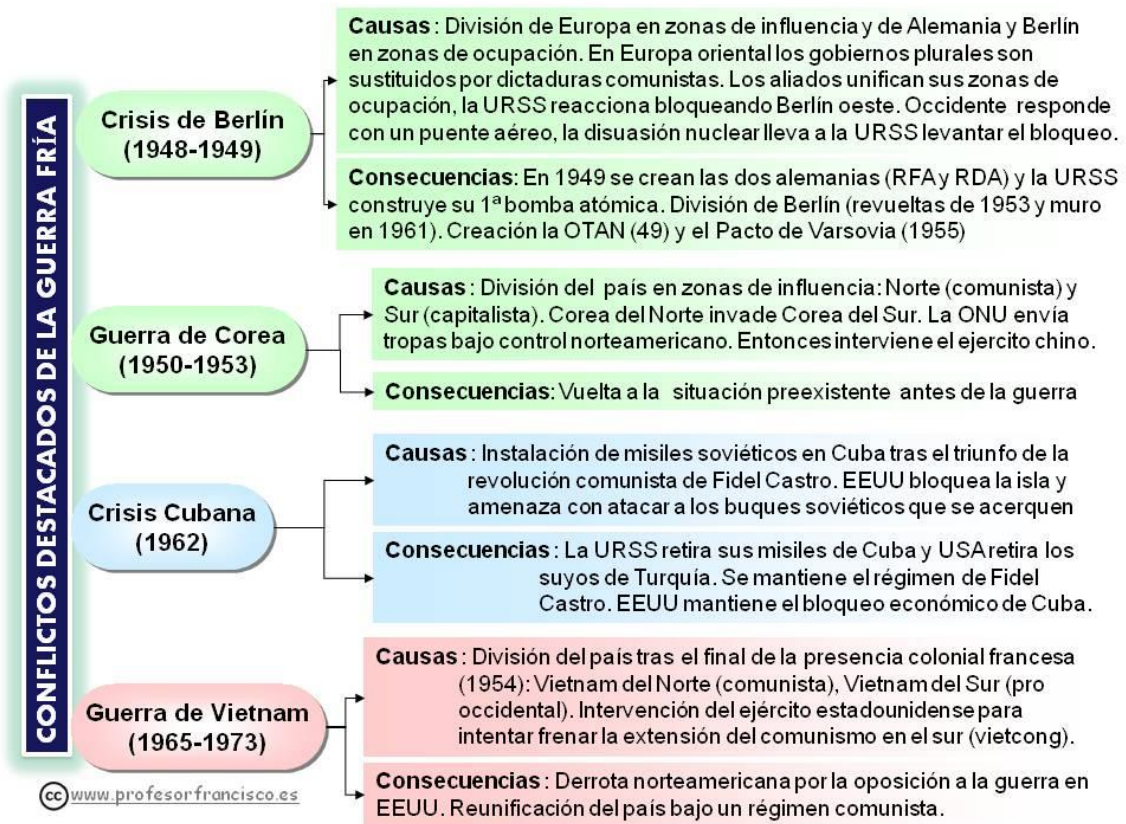 CONFLICTOS DESTACADOS DE LA GUERRA FRÍA
Crisis de Berlín
(1948-1949)
Causas: División de Europa en zonas de influencia y de Alemania y Berlín
en zonas de ocupación. En Europa oriental los gobiernos plurales son
sustituidos por dictaduras comunistas. Los aliados unifican sus zonas de
ocupación, la URSS reacciona bloqueando Berlín oeste. Occidente responde
con un puente aéreo, la disuasión nuclear lleva a la URSS levantar el bloqueo.
Consecuencias: En 1949 se crean las dos alemanias (RFA y RDA) y la URSS
construye su 1ª bomba atómica. División de Berlín (revueltas de 1953 y muro
en 1961). Creación la OTAN (49) y el Pacto de Varsovia (1955)
Guerra de Corea
(1950-1953)
Causas: División del país en zonas de influencia: Norte (comunista) y
Sur (capitalista). Corea del Norte invade Corea del Sur. La ONU envía
tropas bajo control norteamericano. Entonces interviene el ejercito chino.
Consecuencias: Vuelta a la situación preexistente antes de la guerra
Crisis Cubana
(1962)
Causas: Instalación de misiles soviéticos en Cuba tras el triunfo de la
revolución comunista de Fidel Castro. EEUU bloquea la isla y
amenaza con atacar a los buques soviéticos que se acerquen
Consecuencias: La URSS retira sus misiles de Cuba y USA retira los
suyos de Turquía. Se mantiene el régimen de Fidel
Castro. EEUU mantiene el bloqueo económico de Cuba.
Guerra de Vietnam
(1965-1973)
Causas: División del país tras el final de la presencia colonial francesa
(1954): Vietnam del Norte (comunista), Vietnam del Sur (pro
occidental). Intervención del ejército estadounidense para
intentar frenar la extensión del comunismo en el sur (vietcong).
Consecuencias: Derrota norteamericana por la oposición a la guerra en
EEUU. Reunificación del país bajo un régimen comunista.
cc www.profesorfrancisco.es